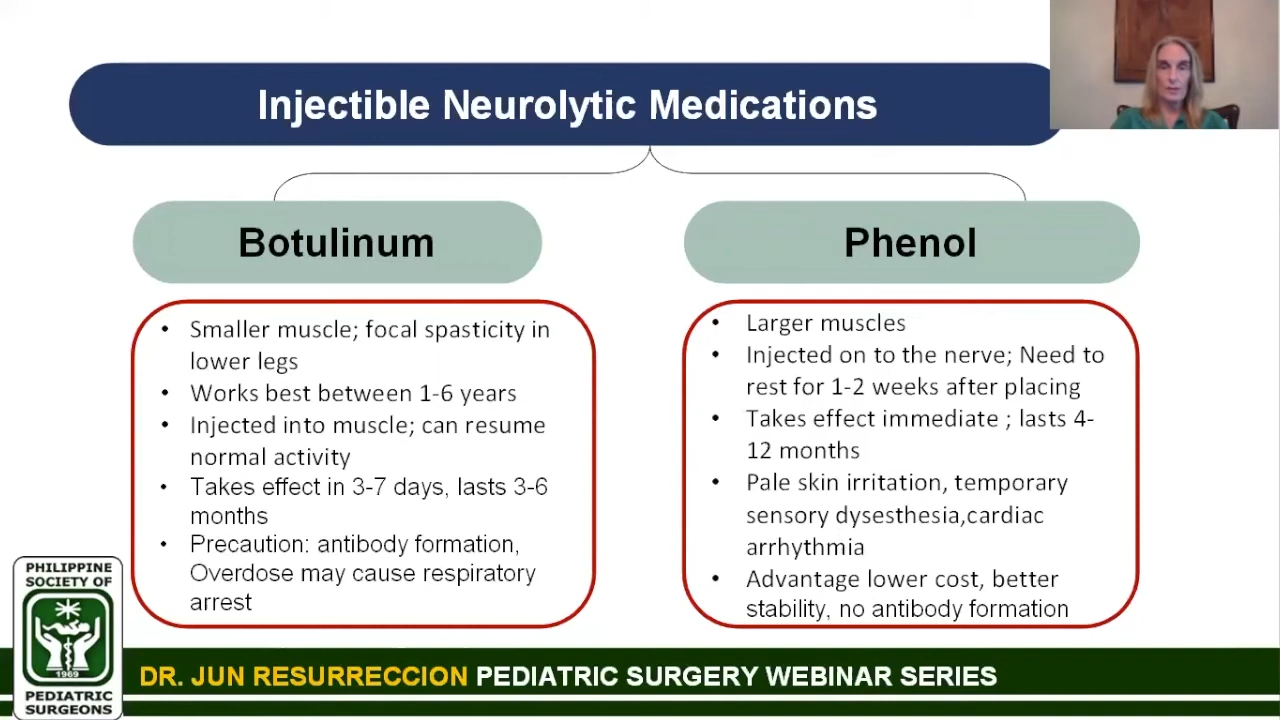 Injectible Neurolytic Medications
Botulinum
• Smaller muscle; focal spasticity in
lower legs
• Works best between 1-6 years
• Injected into muscle; can resume
normal activity
• Takes effect in 3-7 days, lasts 3-6
months
• Precaution: antibody formation,
Overdose may cause respiratory
arrest
Phenol
• Larger muscles
• Injected on to the nerve; Need to
rest for 1-2 weeks after placing
• Takes effect immediate ; lasts 4-
12 months
• Pale skin irritation, temporary
sensory dysesthesia,cardiac
arrhythmia
• Advantage lower cost, better
stability, no antibody formation
PHILIPPINE
SOCIETY OF
1969
PEDIATRIC
SURGEONS
DR. JUN RESURRECCION PEDIATRIC SURGERY WEBINAR SERIES